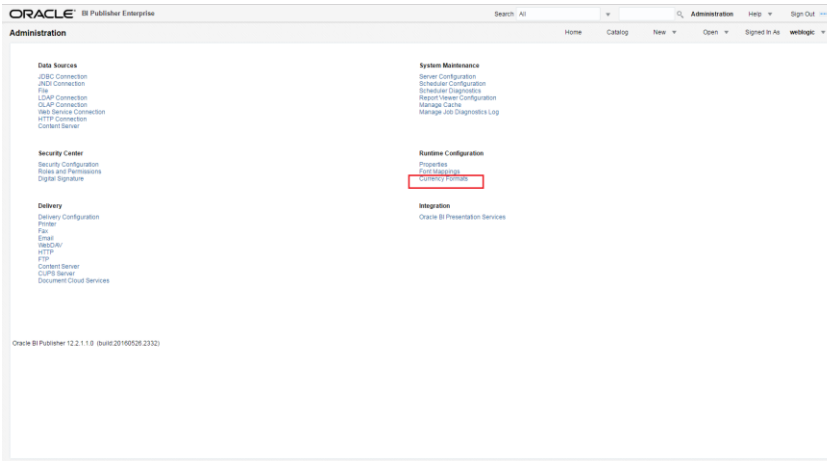 ORACLE® BI Publisher Enterprise
Search All Administration Help Sign Out
Administration
Home Catalog New Open Signed In As weblogic
Data Sources
JDBC Connection
JNDI Connection
File
LDAP Connection
OLAP Connection
Web Service Connection
HTTP Connection
Content Server
System Maintenance
Server Configuration
Scheduler Configuration
Scheduler Diagnostics
Report Viewer Configuration
Manage Cache
Manage Job Diagnostics Log
Security Center
Security Configuration
Roles and Permissions
Digital Signature
Runtime Configuration
Properties
Font Mappings
Currency Formats
Delivery
Delivery Configuration
Printer
Fax
Email
WebDAV
HTTP
FTP
Content Server
CUPS Server
Document Cloud Services
Integration
Oracle BI Presentation Services
Oracle BI Publisher 12.2.1.1.0 (build:20160526.2332)